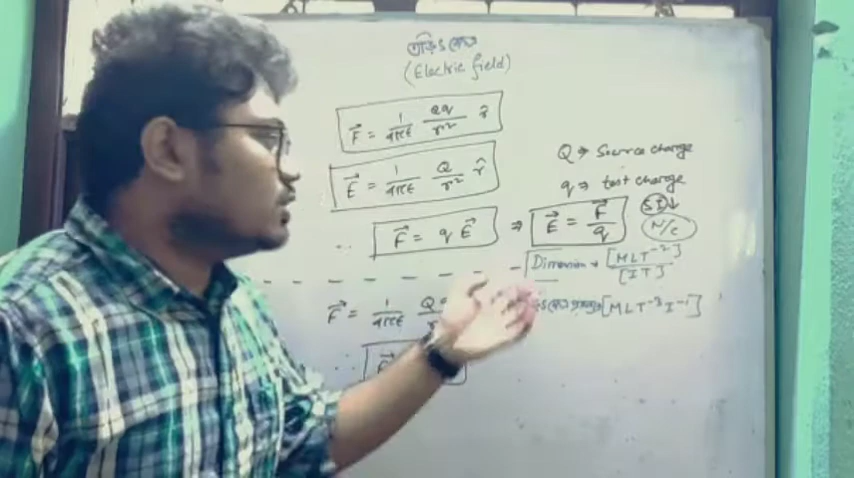 তড়িৎ ক্ষেত্র
(Electric field)
F⃗ = 1/4πε Qq/r² r̂
E⃗ = 1/4πε Q/r² r̂
Q → Source charge
q → test charge
∴ F⃗ = q E⃗ ⇒ E⃗ = F⃗/q
SI ↓
N/C
Dimension → [MLT⁻²]/[IT]
F⃗ = 1/4πε Q
[MLT⁻³I⁻¹]
∴